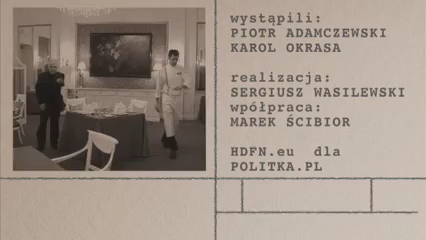 wystąpili:
PIOTR ADAMCZEWSKI
KAROL OKRASA
realizacja:
SERGIUSZ WASILEWSKI
wpółpraca:
MAREK ŚCIBIOR
HDFN.eu dla
POLITKA.PL